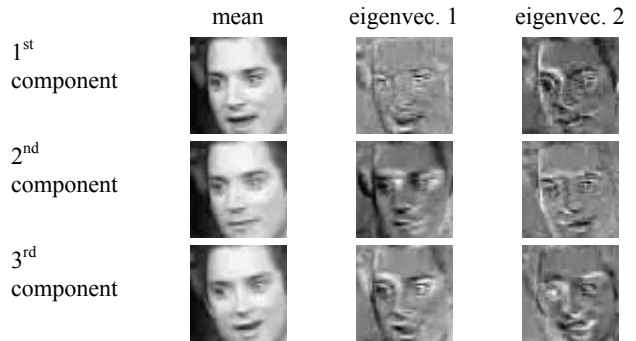 mean eigenvec. 1 eigenvec. 2
1st
component
2nd
component
3rd
component